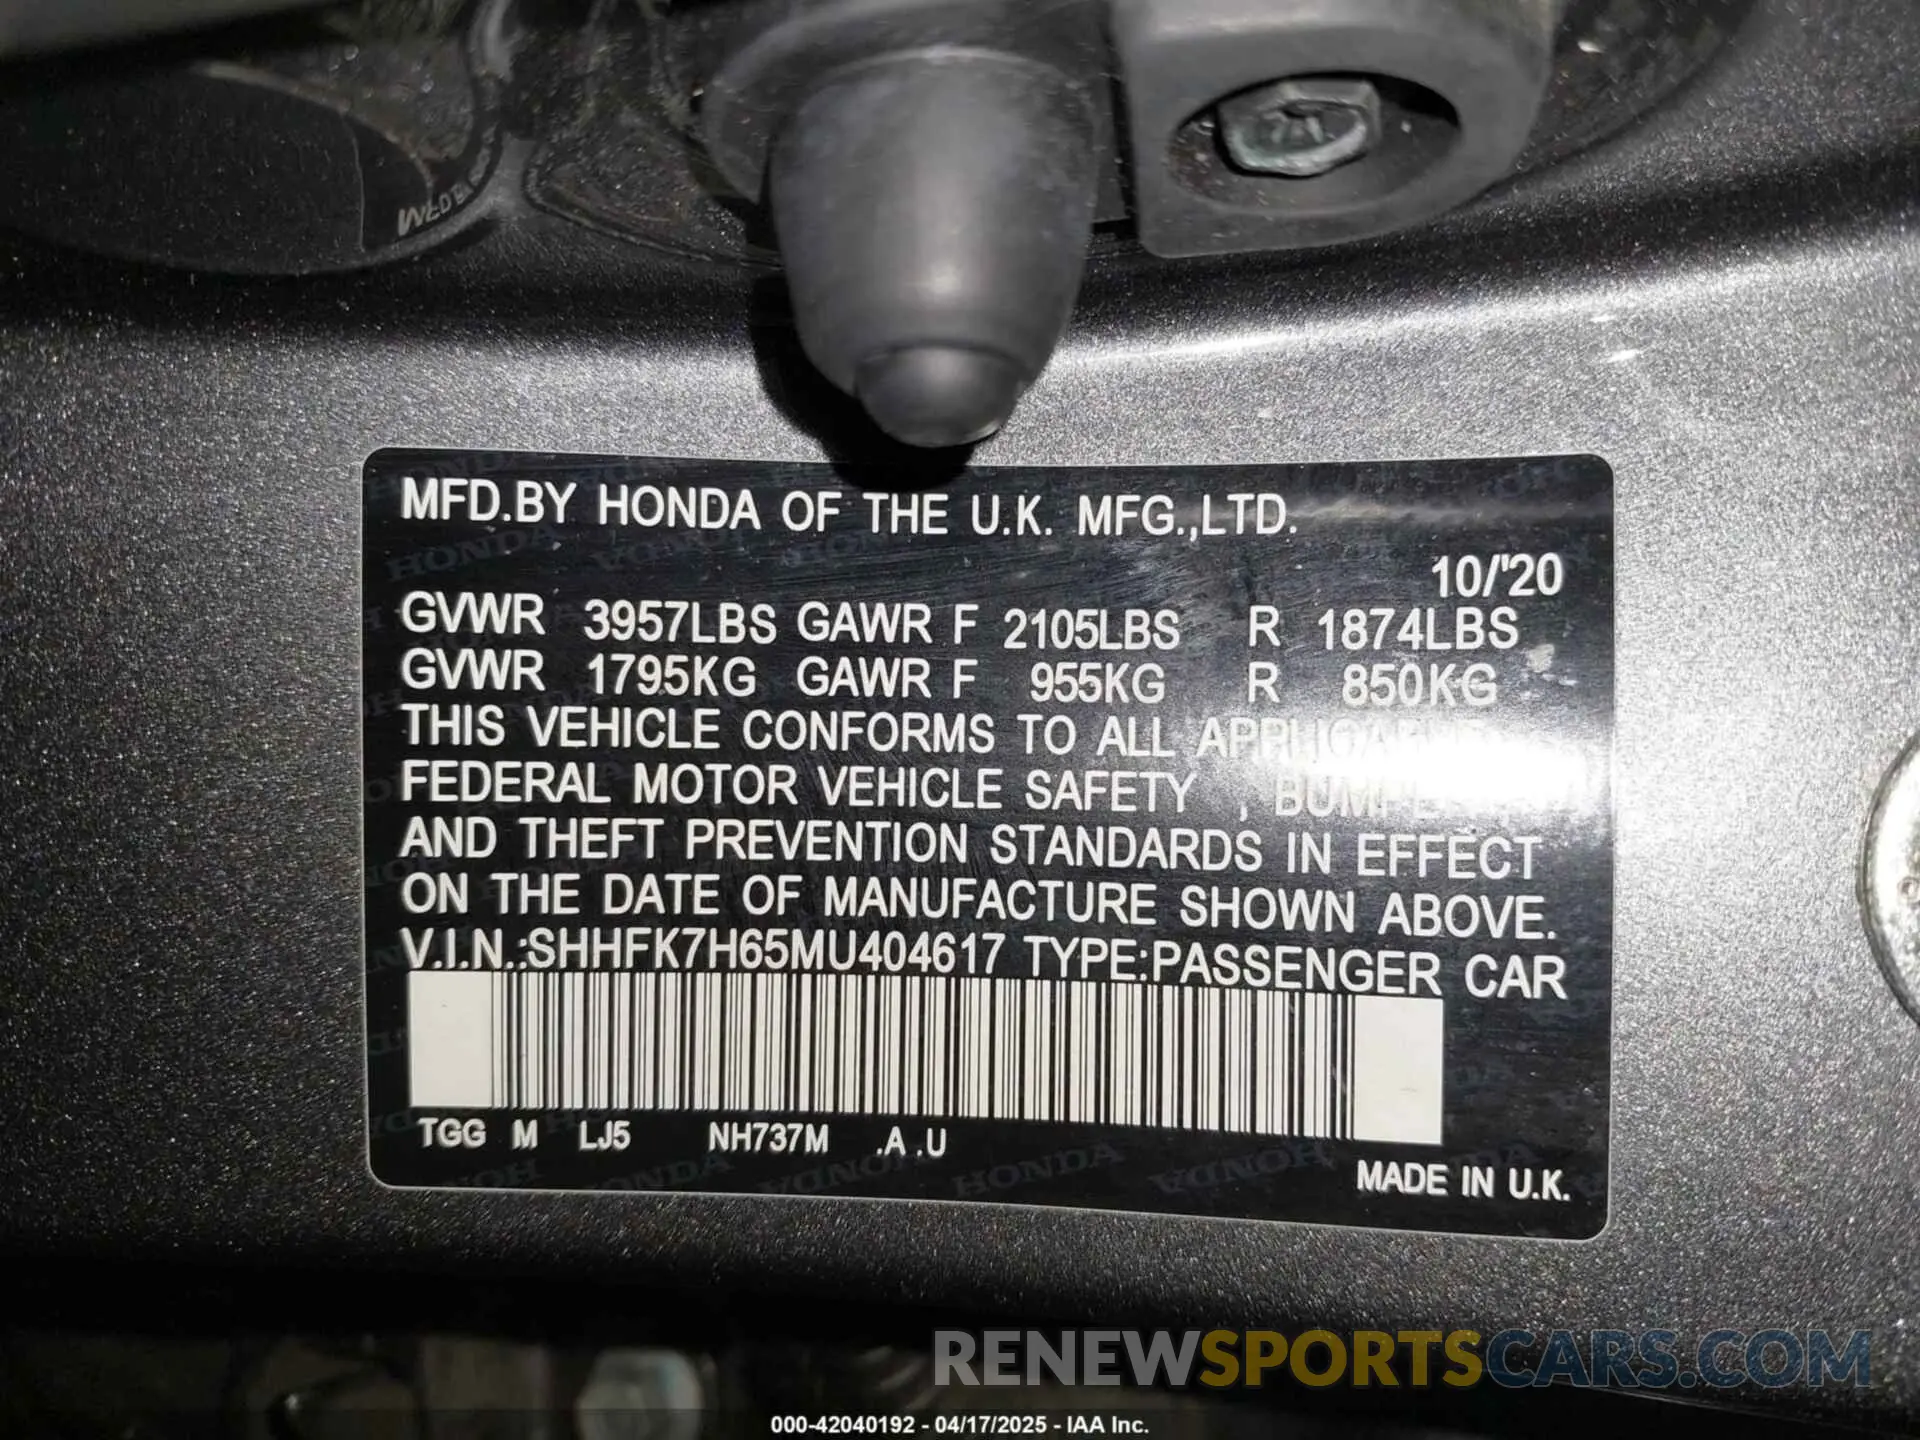 MFD.BY HONDA OF THE U.K. MFG.,LTD.
10/'20
GVWR 3957LBS GAWR F 2105LBS R 1874LBS
GVWR 1795KG GAWR F 955KG R 850KG
THIS VEHICLE CONFORMS TO ALL APPLICABLE
FEDERAL MOTOR VEHICLE SAFETY , BUMPER,
AND THEFT PREVENTION STANDARDS IN EFFECT
ON THE DATE OF MANUFACTURE SHOWN ABOVE.
V.I.N.:SHHFK7H65MU404617 TYPE:PASSENGER CAR
TGG M LJ5 NH737M .A .U
MADE IN U.K.
RENEWSPORTSCARS.COM
000-42040192 - 04/17/2025 - IAA Inc.